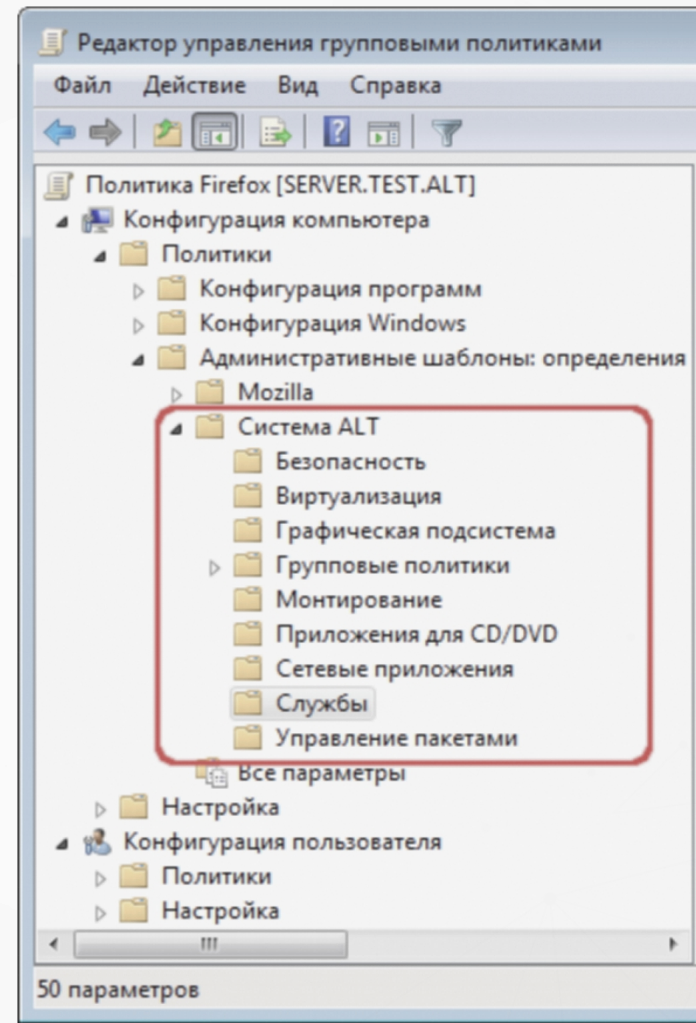 Редактор управления групповыми политиками
Файл Действие Вид Справка
Политика Firefox [SERVER.TEST.ALT]
Конфигурация компьютера
Политики
Конфигурация программ
Конфигурация Windows
Административные шаблоны: определения
Mozilla
Система ALT
Безопасность
Виртуализация
Графическая подсистема
Групповые политики
Монтирование
Приложения для CD/DVD
Сетевые приложения
Службы
Управление пакетами
Все параметры
Настройка
Конфигурация пользователя
Политики
Настройка
50 параметров